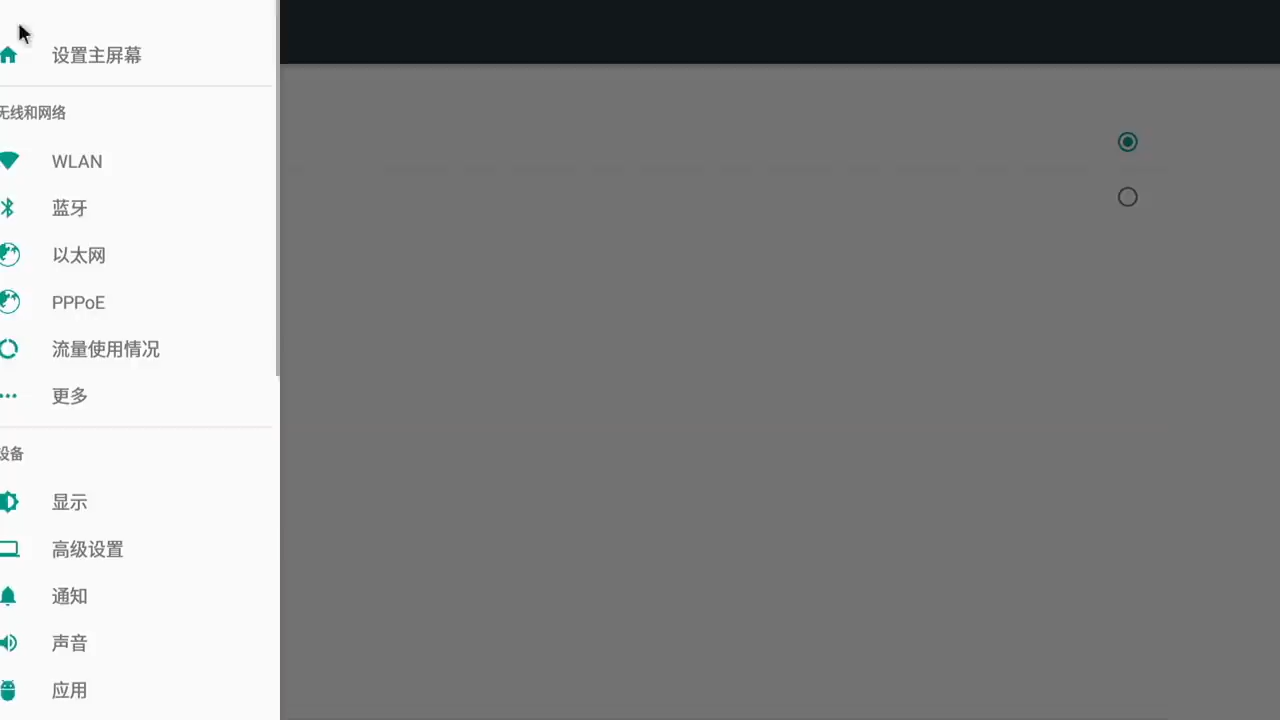 设置主屏幕
无线和网络
WLAN
蓝牙
以太网
PPPoE
流量使用情况
更多
设备
显示
高级设置
通知
声音
应用